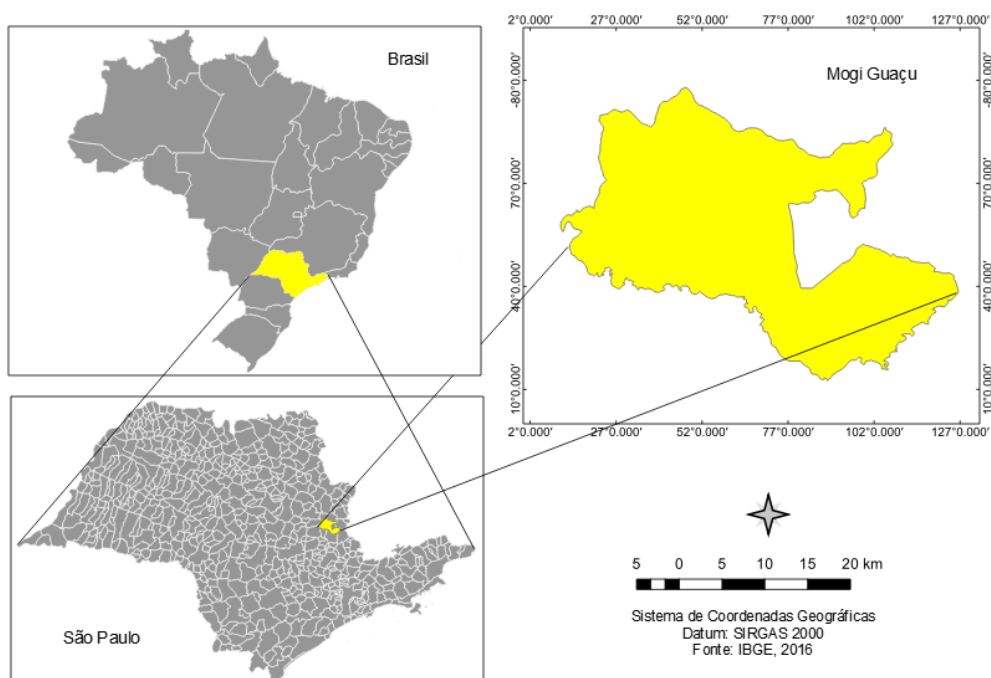 Brasil
São Paulo
2°0.000' 27°0.000' 52°0.000' 77°0.000' 102°0.000' 127°0.000'
Mogi Guaçu
-80°0.000'
-80°0.000'
70°0.000'
70°0.000'
40°0.000'
40°0.000'
10°0.000'
10°0.000'
2°0.000' 27°0.000' 52°0.000' 77°0.000' 102°0.000' 127°0.000'
5 0 5 10 15 20 km
Sistema de Coordenadas Geográficas
Datum: SIRGAS 2000
Fonte: IBGE, 2016